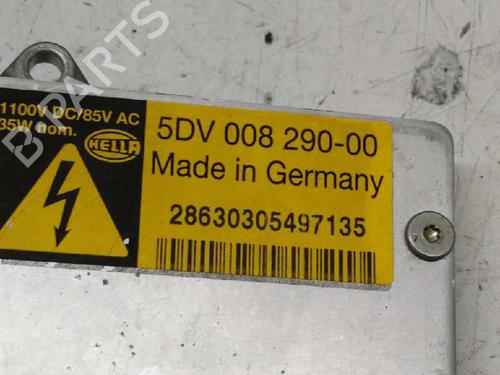 1100V DC/85V AC
35W nom.
HELLA
5DV 008 290-00
Made in Germany
28630305497135
B-PARTS